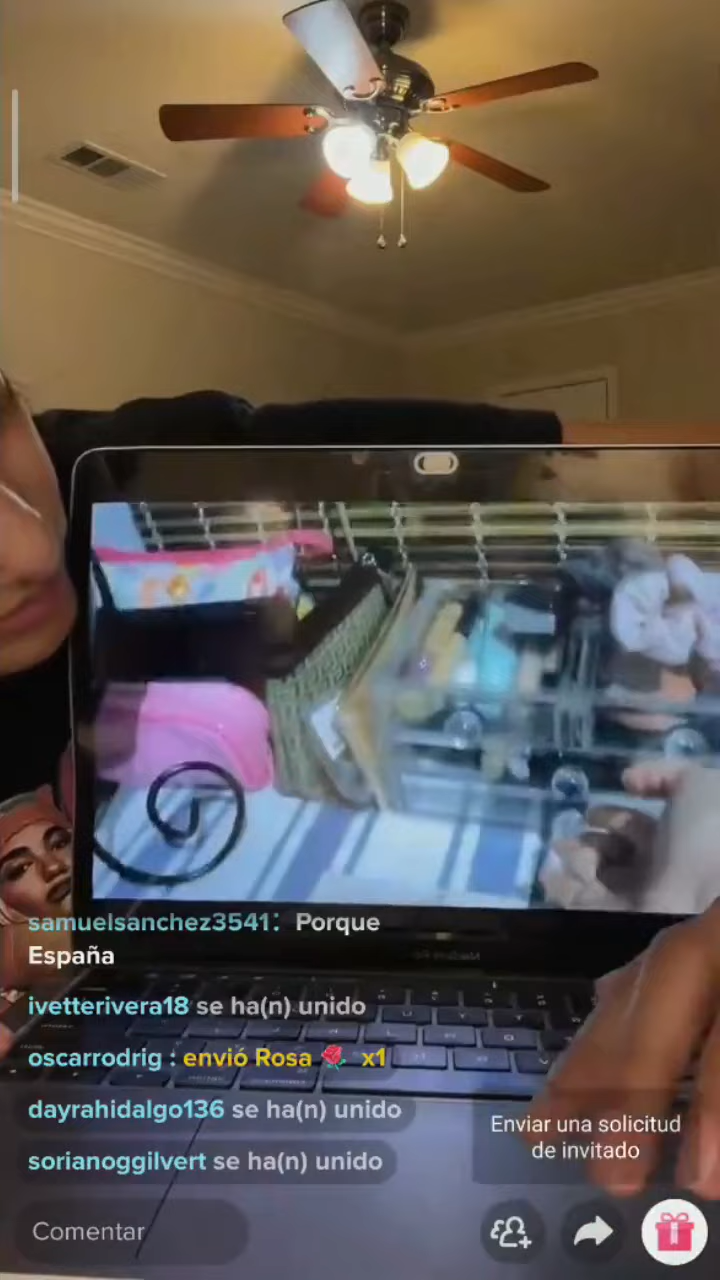 samuelsanchez3541: Porque
España
ivetterivera18 se ha(n) unido
oscarrodrig : envió Rosa 🌹 x1
dayrahidalgo136 se ha(n) unido
sorianoggilvert se ha(n) unido
Enviar una solicitud
de invitado
Comentar